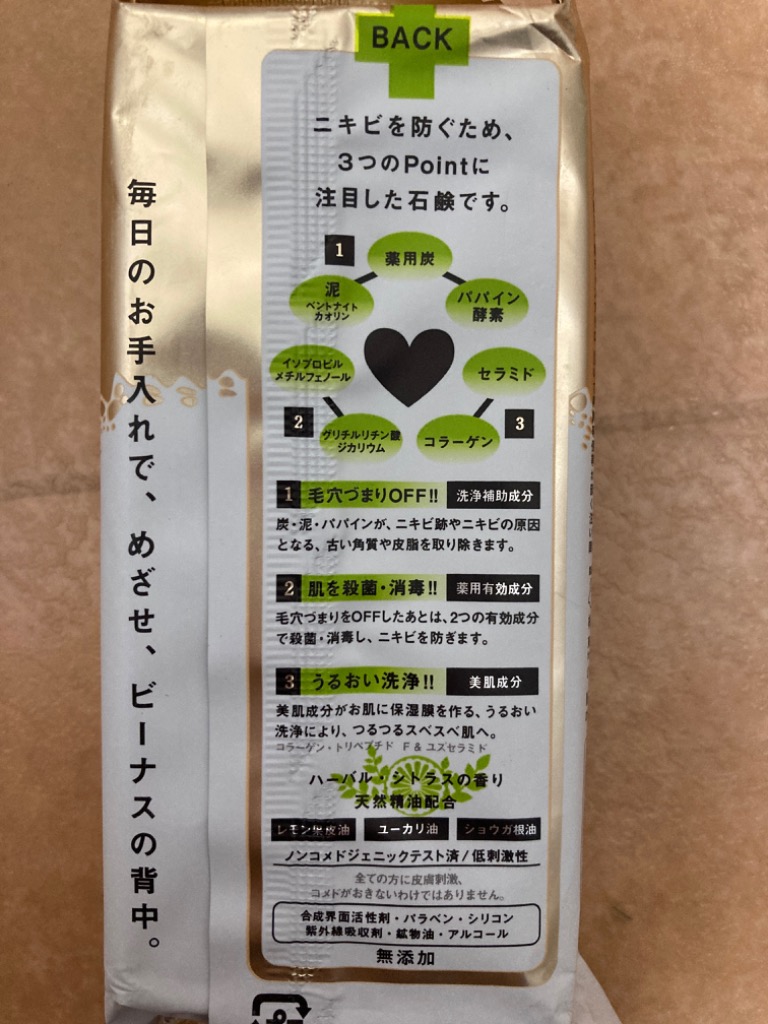 BACK
ニキビを防ぐため、
3つのPointに
注目した石鹸です。
1
薬用炭
泥
ベントナイト
カオリン
パパイン
酵素
イソプロピル
メチルフェノール
セラミド
2
グリチルリチン酸
ジカリウム
コラーゲン
3
1 毛穴づまりOFF!! 洗浄補助成分
炭・泥・パパインが、ニキビ跡やニキビの原因
となる、古い角質や皮脂を取り除きます。
2 肌を殺菌・消毒!! 薬用有効成分
毛穴づまりをOFFしたあとは、2つの有効成分
で殺菌・消毒し、ニキビを防ぎます。
3 うるおい洗浄!! 美肌成分
美肌成分がお肌に保湿膜を作る、うるおい
洗浄により、つるつるスベスベ肌へ。
コラーゲン・トリペプチド F & ユズセラミド
ハーバル・シトラスの香り
天然精油配合
レモン果皮油 ユーカリ油 ショウガ根油
ノンコメドジェニックテスト済/低刺激性
全ての方に皮膚刺激、
コメドがおきないわけではありません。
合成界面活性剤・パラベン・シリコン
紫外線吸収剤・鉱物油・アルコール
無添加
毎日のお手入れで、めざせ、ビーナスの背中。